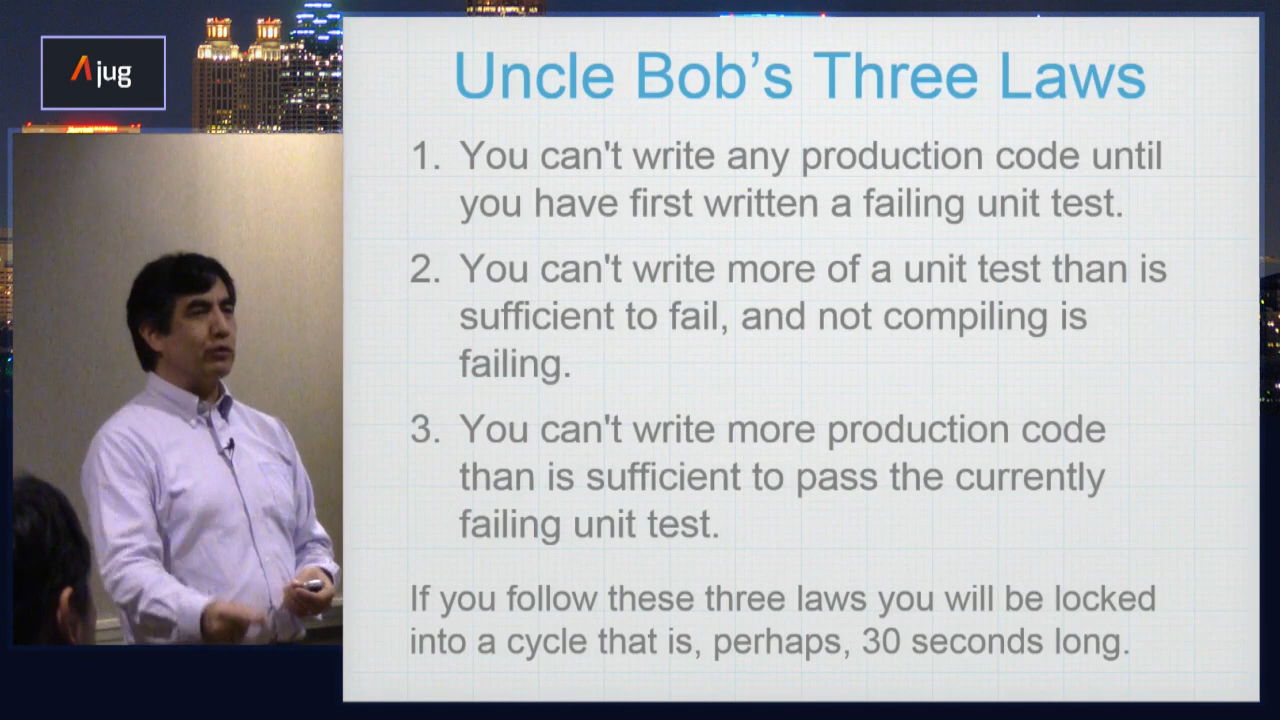 jug
Uncle Bob’s Three Laws
1. You can't write any production code until
you have first written a failing unit test.
2. You can't write more of a unit test than is
sufficient to fail, and not compiling is
failing.
3. You can't write more production code
than is sufficient to pass the currently
failing unit test.
If you follow these three laws you will be locked
into a cycle that is, perhaps, 30 seconds long.